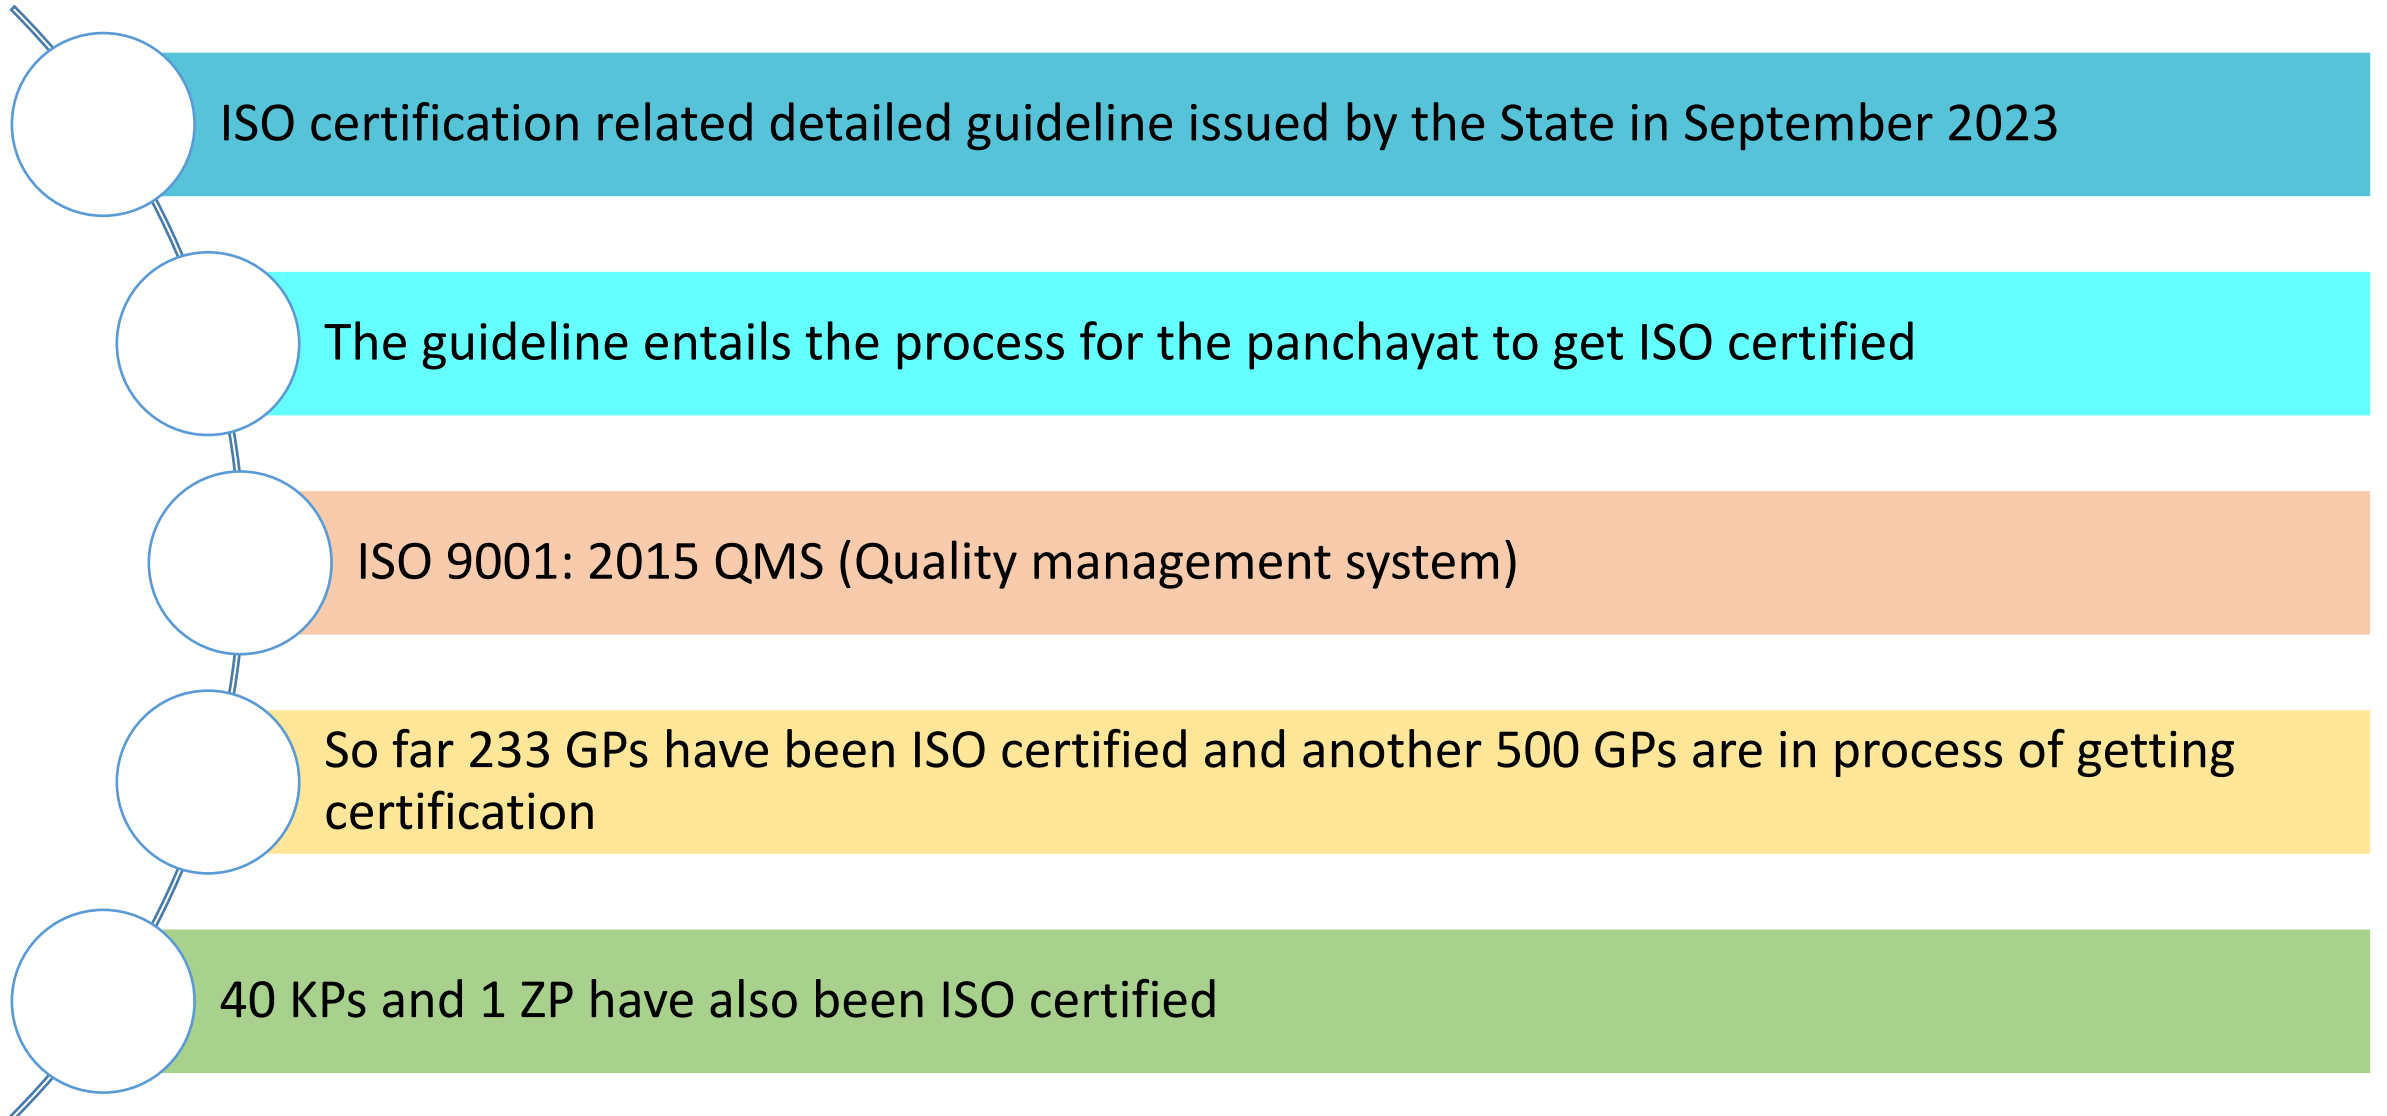 ISO certification related detailed guideline issued by the State in September 2023
The guideline entails the process for the panchayat to get ISO certified
ISO 9001: 2015 QMS (Quality management system)
So far 233 GPs have been ISO certified and another 500 GPs are in process of getting
certification
40 KPs and 1 ZP have also been ISO certified